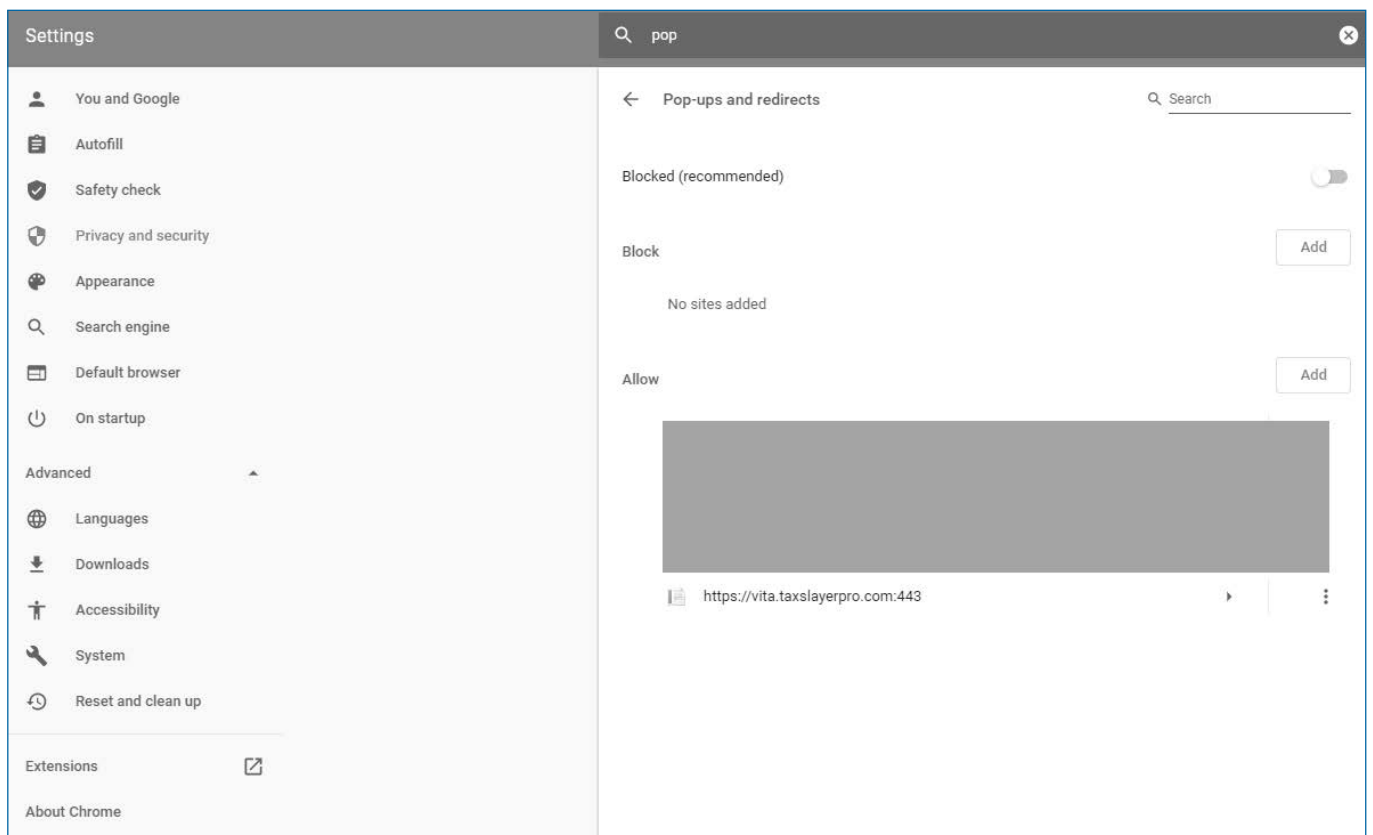 Settings
pop
You and Google
Autofill
Safety check
Privacy and security
Appearance
Search engine
Default browser
On startup
Advanced
Languages
Downloads
Accessibility
System
Reset and clean up
Extensions
About Chrome
Pop-ups and redirects
Search
Blocked (recommended)
Block
Add
No sites added
Allow
Add
https://vita.taxslayerpro.com:443